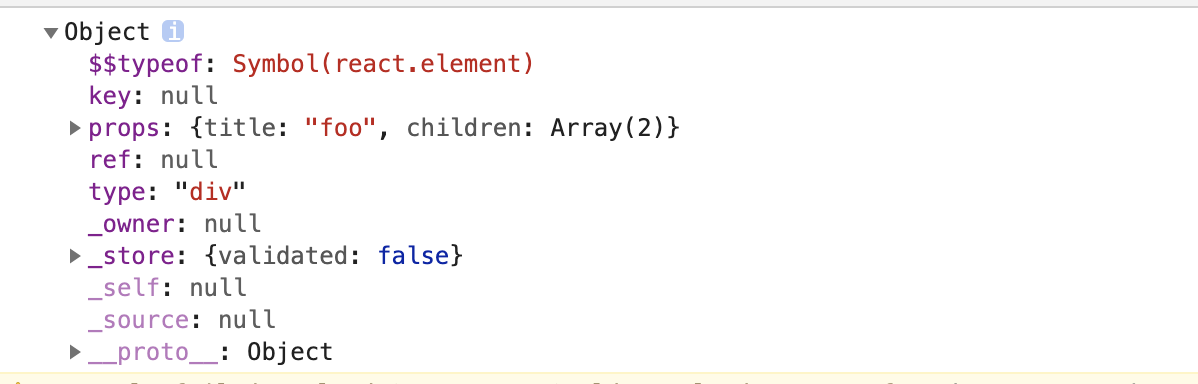 ▼Object i
$$typeof: Symbol(react.element)
key: null
▶props: {title: "foo", children: Array(2)}
ref: null
type: "div"
_owner: null
▶_store: {validated: false}
_self: null
_source: null
▶__proto__: Object